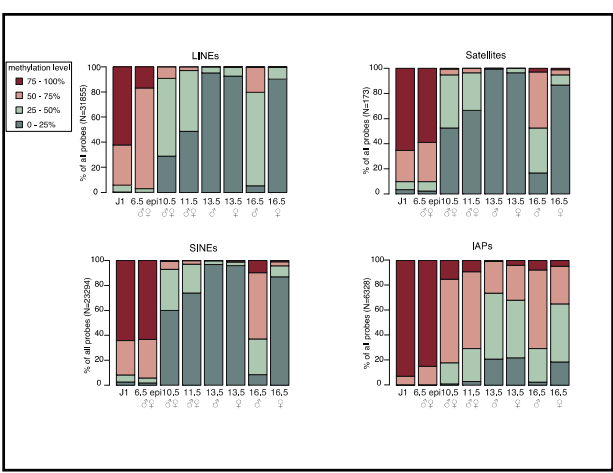 LINEs
Satellites
methylation level
75 - 100%
50 - 75%
25 - 50%
0 - 25%
% of all probes (N=31855)
100
80
60
40
20
0
J1 6.5 epi 10.5 11.5 13.5 13.5 16.5 16.5
♂♀ ♂♀ ♂♀ ♂ ♀ ♂ ♀
% of all probes (N=173)
100
80
60
40
20
0
J1 6.5 epi 10.5 11.5 13.5 13.5 16.5 16.5
♂♀ ♂♀ ♂♀ ♂ ♀ ♂ ♀
SINEs
IAPs
% of all probes (N=23294)
100
80
60
40
20
0
J1 6.5 epi 10.5 11.5 13.5 13.5 16.5 16.5
♂♀ ♂♀ ♂♀ ♂ ♀ ♂ ♀
% of all probes (N=6328)
100
80
60
40
20
0
J1 6.5 epi 10.5 11.5 13.5 13.5 16.5 16.5
♂♀ ♂♀ ♂♀ ♂ ♀ ♂ ♀